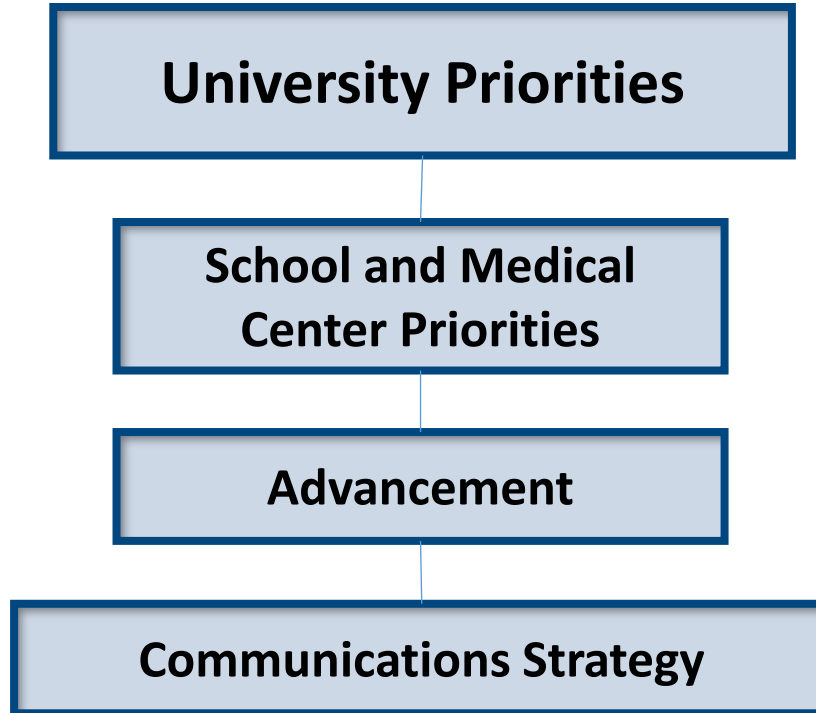 University Priorities
School and Medical
Center Priorities
Advancement
Communications Strategy